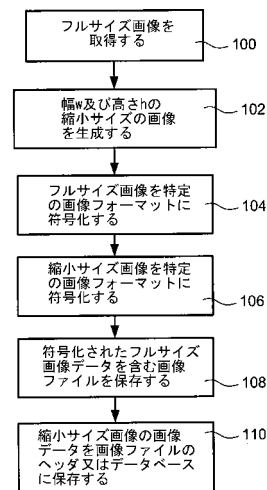 フルサイズ画像を
取得する
100
幅w及び高さhの
縮小サイズの画像
を生成する
102
フルサイズ画像を特定
の画像フォーマットに
符号化する
104
縮小サイズ画像を特定
の画像フォーマットに
符号化する
106
符号化されたフルサイズ
画像データを含む画像
ファイルを保存する
108
縮小サイズ画像の画像
データを画像ファイルの
ヘッダ又はデータベース
に保存する
110